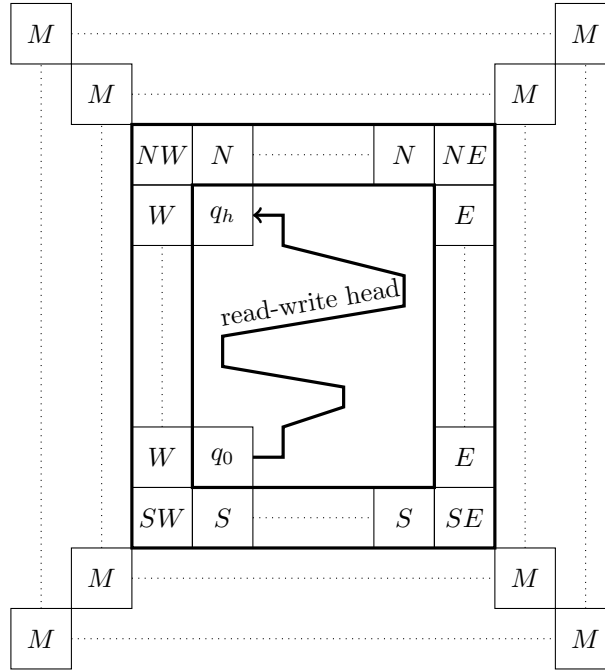 M M
M M
NW N N NE
W q_h E
read-write head
W q_0 E
SW S S SE
M M
M M